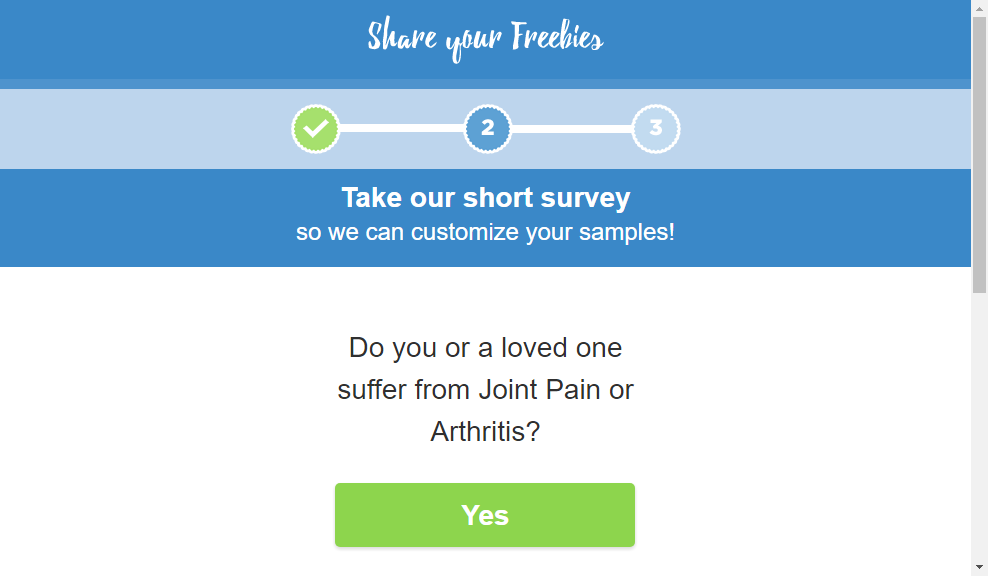 Share your Freebies
2
3
Take our short survey
so we can customize your samples!
Do you or a loved one
suffer from Joint Pain or
Arthritis?
Yes